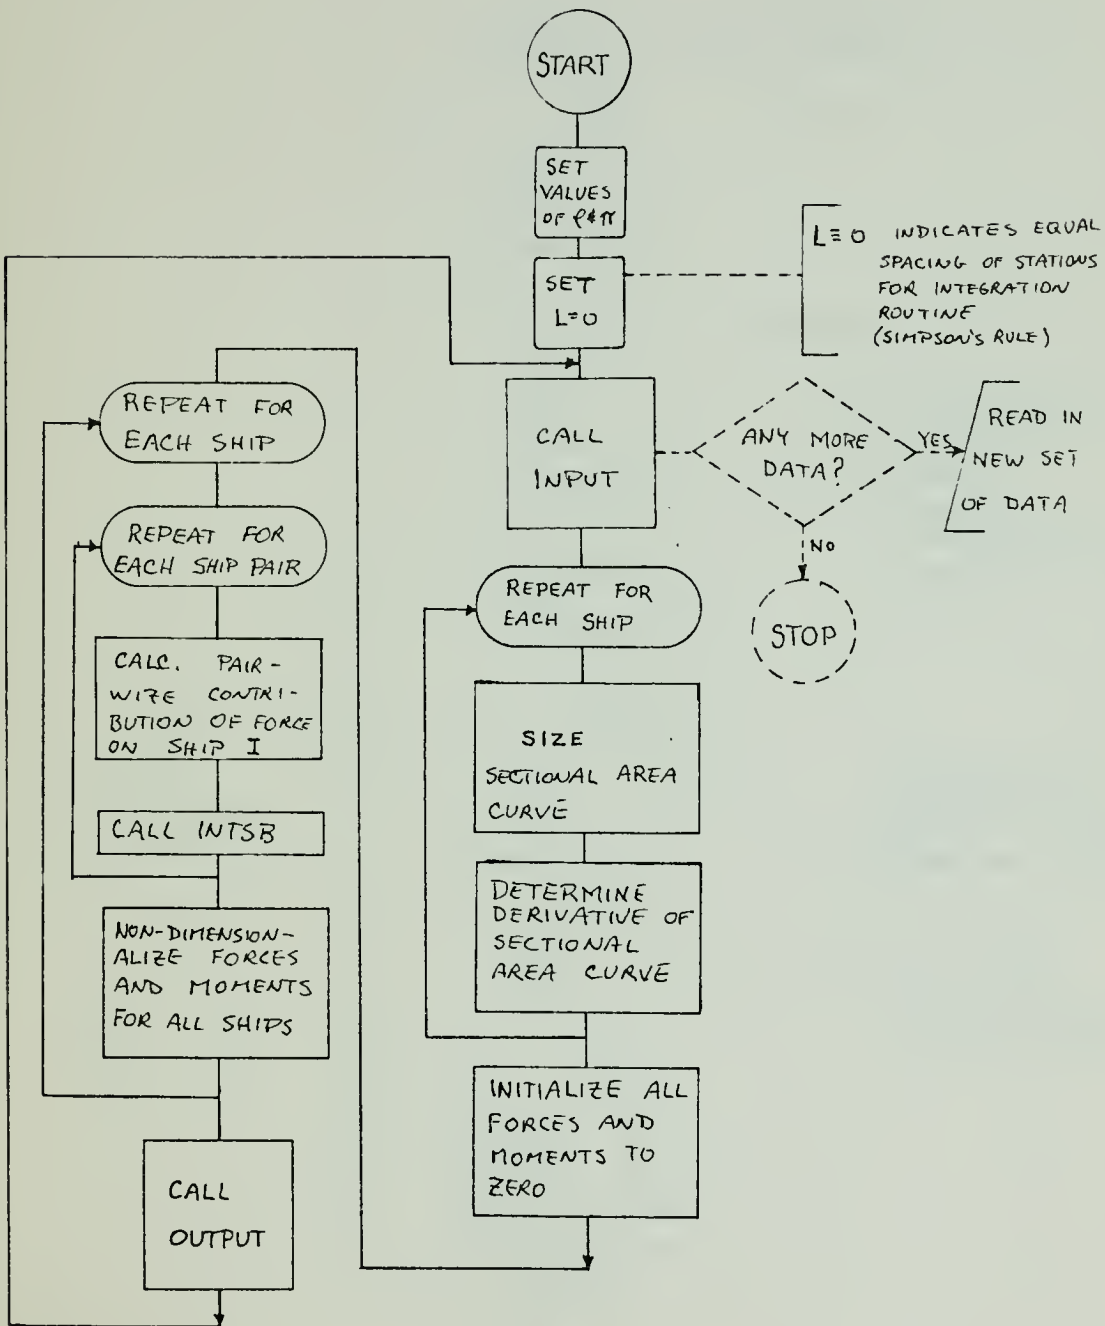 START
SET
VALUES
OF ρ & π
SET
L=0
L≡0 INDICATES EQUAL
SPACING OF STATIONS
FOR INTEGRATION
ROUTINE
(SIMPSON'S RULE)
CALL
INPUT
ANY MORE
DATA?
YES
READ IN
NEW SET
OF DATA
NO
STOP
REPEAT FOR
EACH SHIP
SIZE
SECTIONAL AREA
CURVE
DETERMINE
DERIVATIVE OF
SECTIONAL
AREA CURVE
INITIALIZE ALL
FORCES AND
MOMENTS TO
ZERO
REPEAT FOR
EACH SHIP
REPEAT FOR
EACH SHIP PAIR
CALC. PAIR-
WIZE CONTRI-
BUTION OF FORCE
ON SHIP I
CALL INTSB
NON-DIMENSION-
ALIZE FORCES
AND MOMENTS
FOR ALL SHIPS
CALL
OUTPUT